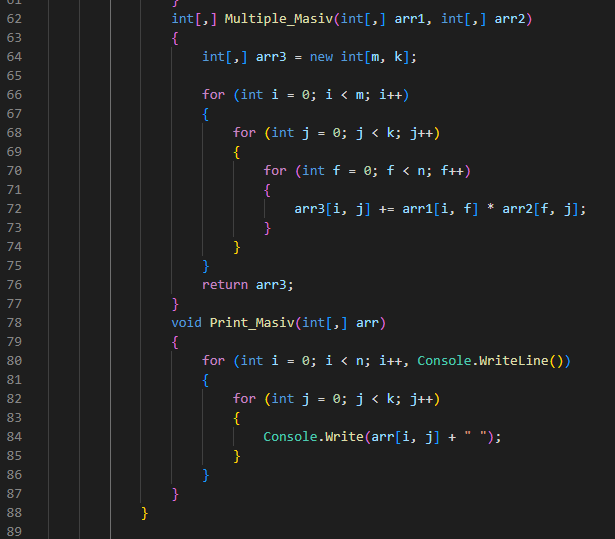 61 }
62 int[,] Multiple_Masiv(int[,] arr1, int[,] arr2)
63 {
64 int[,] arr3 = new int[m, k];
65
66 for (int i = 0; i < m; i++)
67 {
68 for (int j = 0; j < k; j++)
69 {
70 for (int f = 0; f < n; f++)
71 {
72 arr3[i, j] += arr1[i, f] * arr2[f, j];
73 }
74 }
75 }
76 return arr3;
77 }
78 void Print_Masiv(int[,] arr)
79 {
80 for (int i = 0; i < n; i++, Console.WriteLine())
81 {
82 for (int j = 0; j < k; j++)
83 {
84 Console.Write(arr[i, j] + " ");
85 }
86 }
87 }
88 }
89